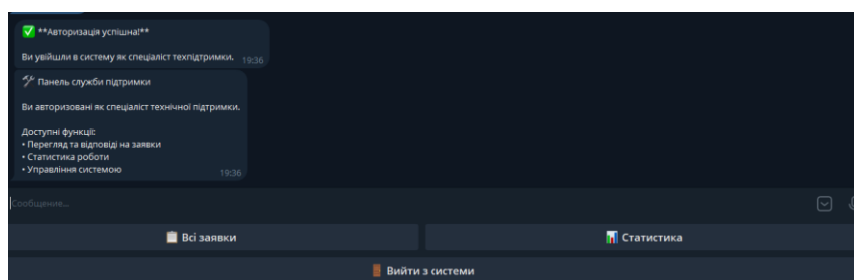 ✅ **Авторизація успішна!**
Ви увійшли в систему як спеціаліст техпідтримки. 19:36
🛠 Панель служби підтримки
Ви авторизовані як спеціаліст технічної підтримки.
Доступні функції:
• Перегляд та відповіді на заявки
• Статистика роботи
• Управління системою 19:36
Сообщение...
📋 Всі заявки
📊 Статистика
🚪 Вийти з системи